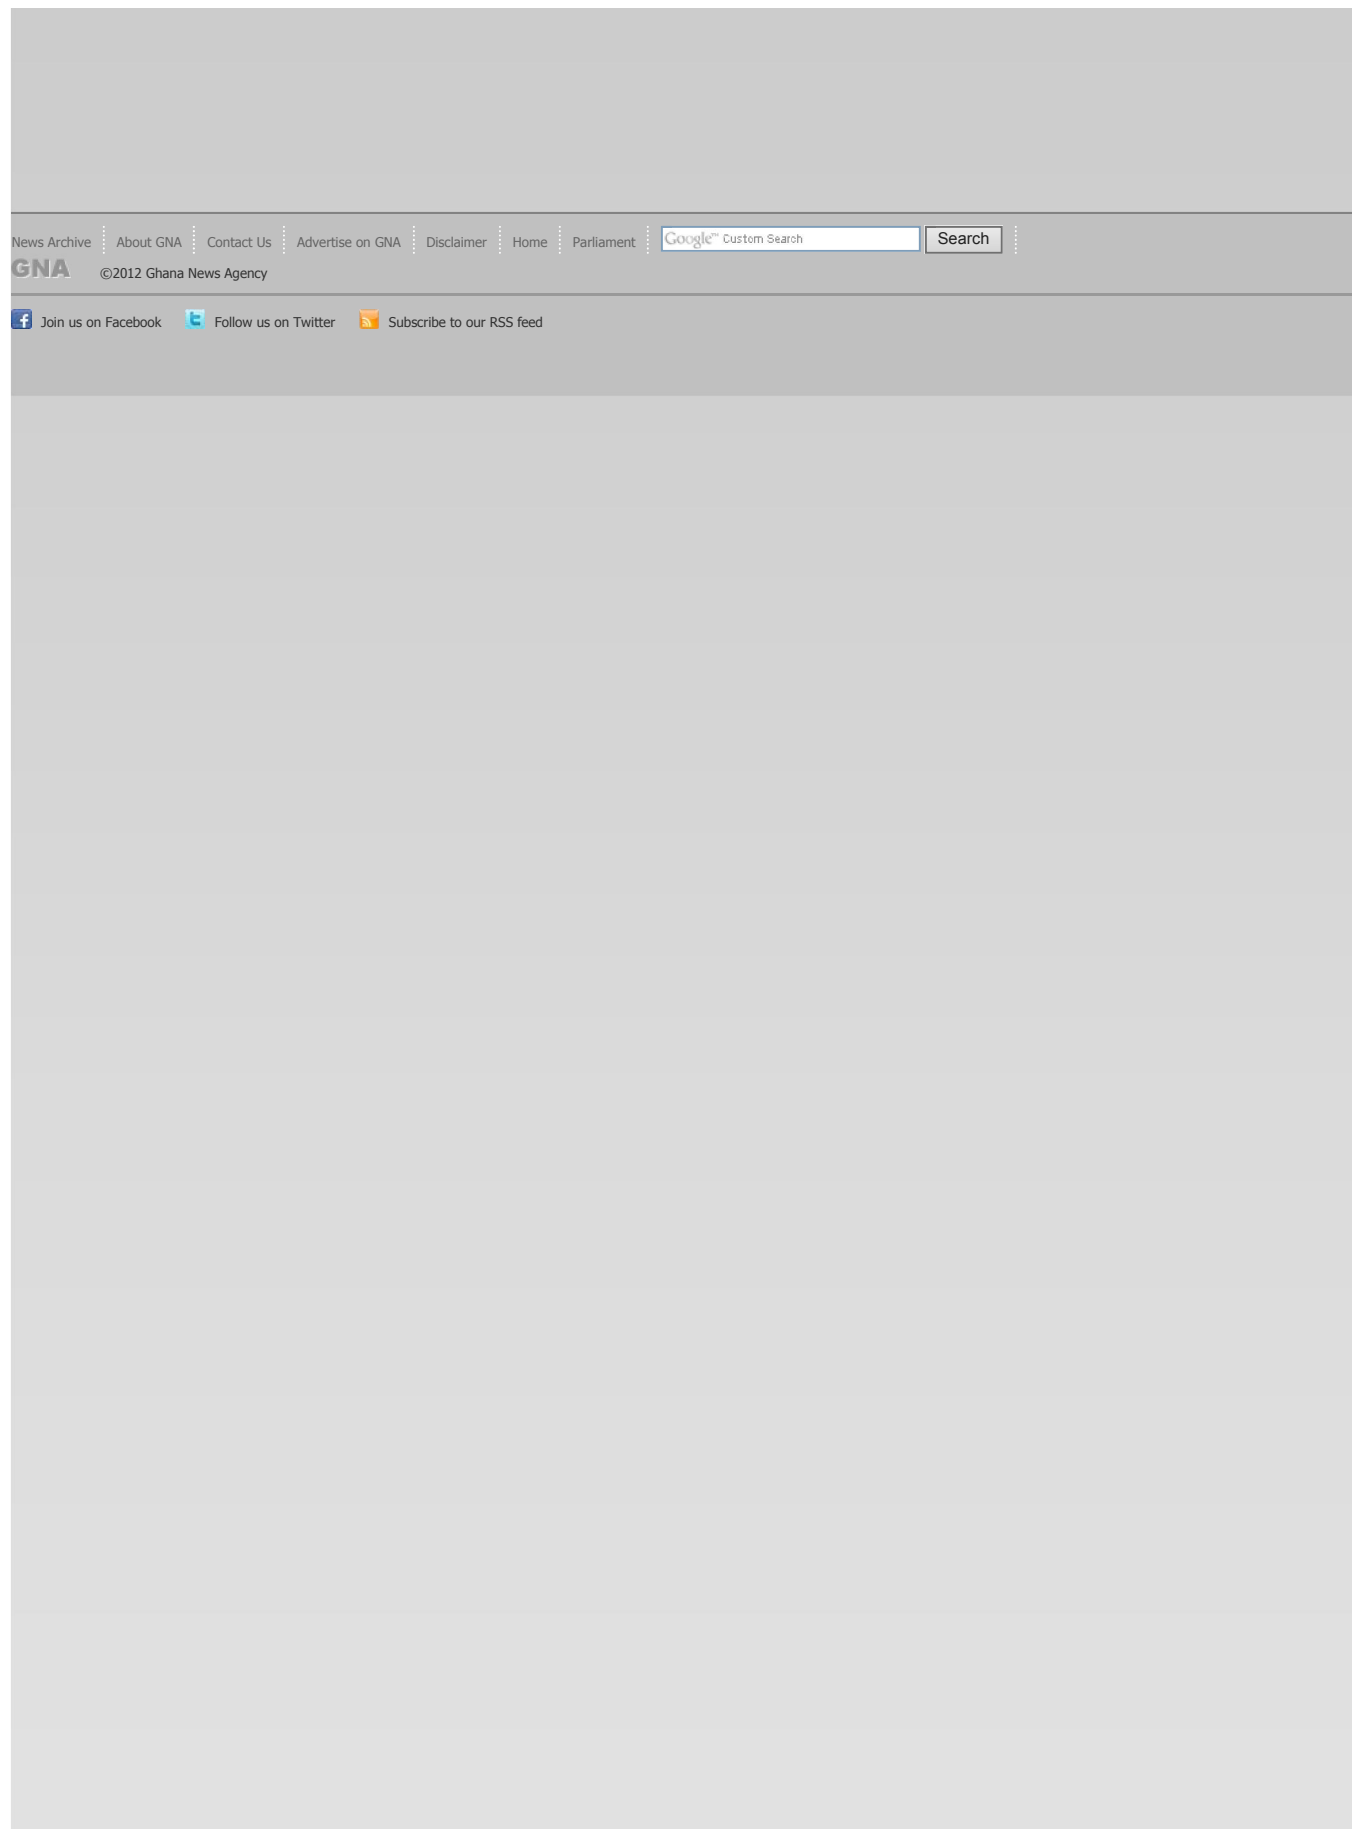 News Archive About GNA Contact Us Advertise on GNA Disclaimer Home Parliament Google™ Custom Search Search
GNA ©2012 Ghana News Agency
Join us on Facebook Follow us on Twitter Subscribe to our RSS feed